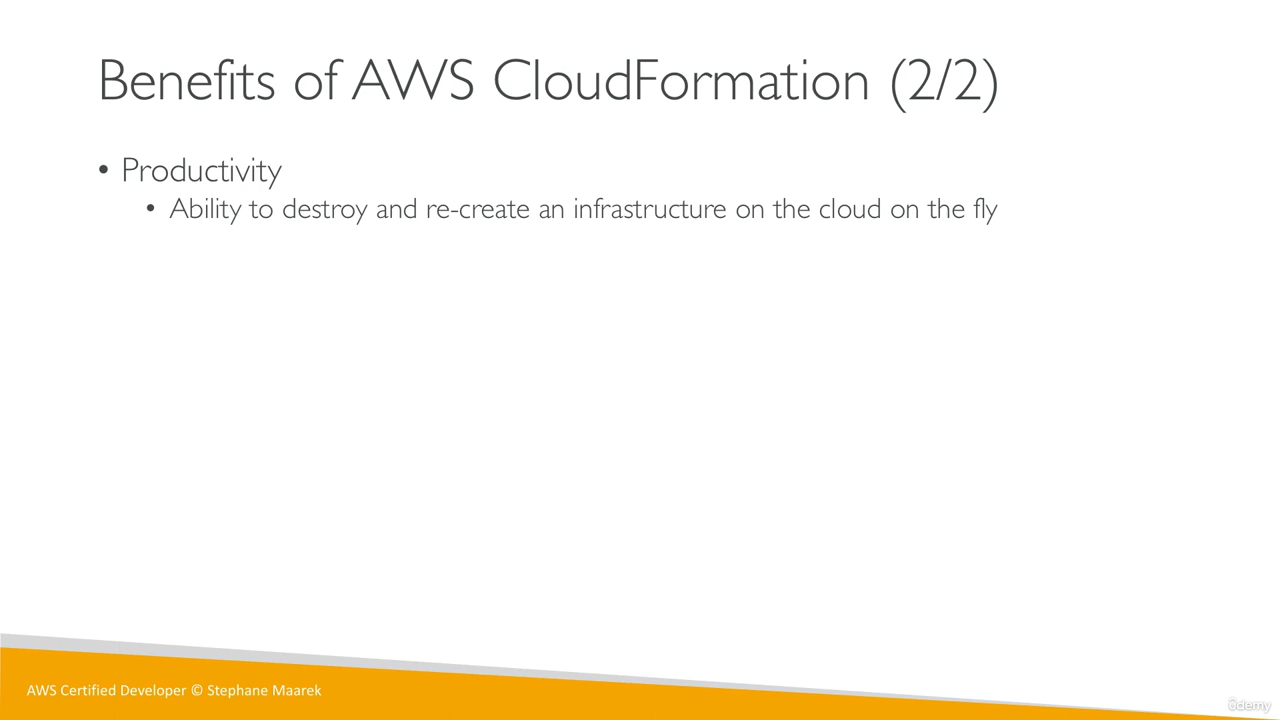 Benefits of AWS CloudFormation (2/2)
• Productivity
• Ability to destroy and re-create an infrastructure on the cloud on the fly
AWS Certified Developer © Stephane Maarek
ûdemy